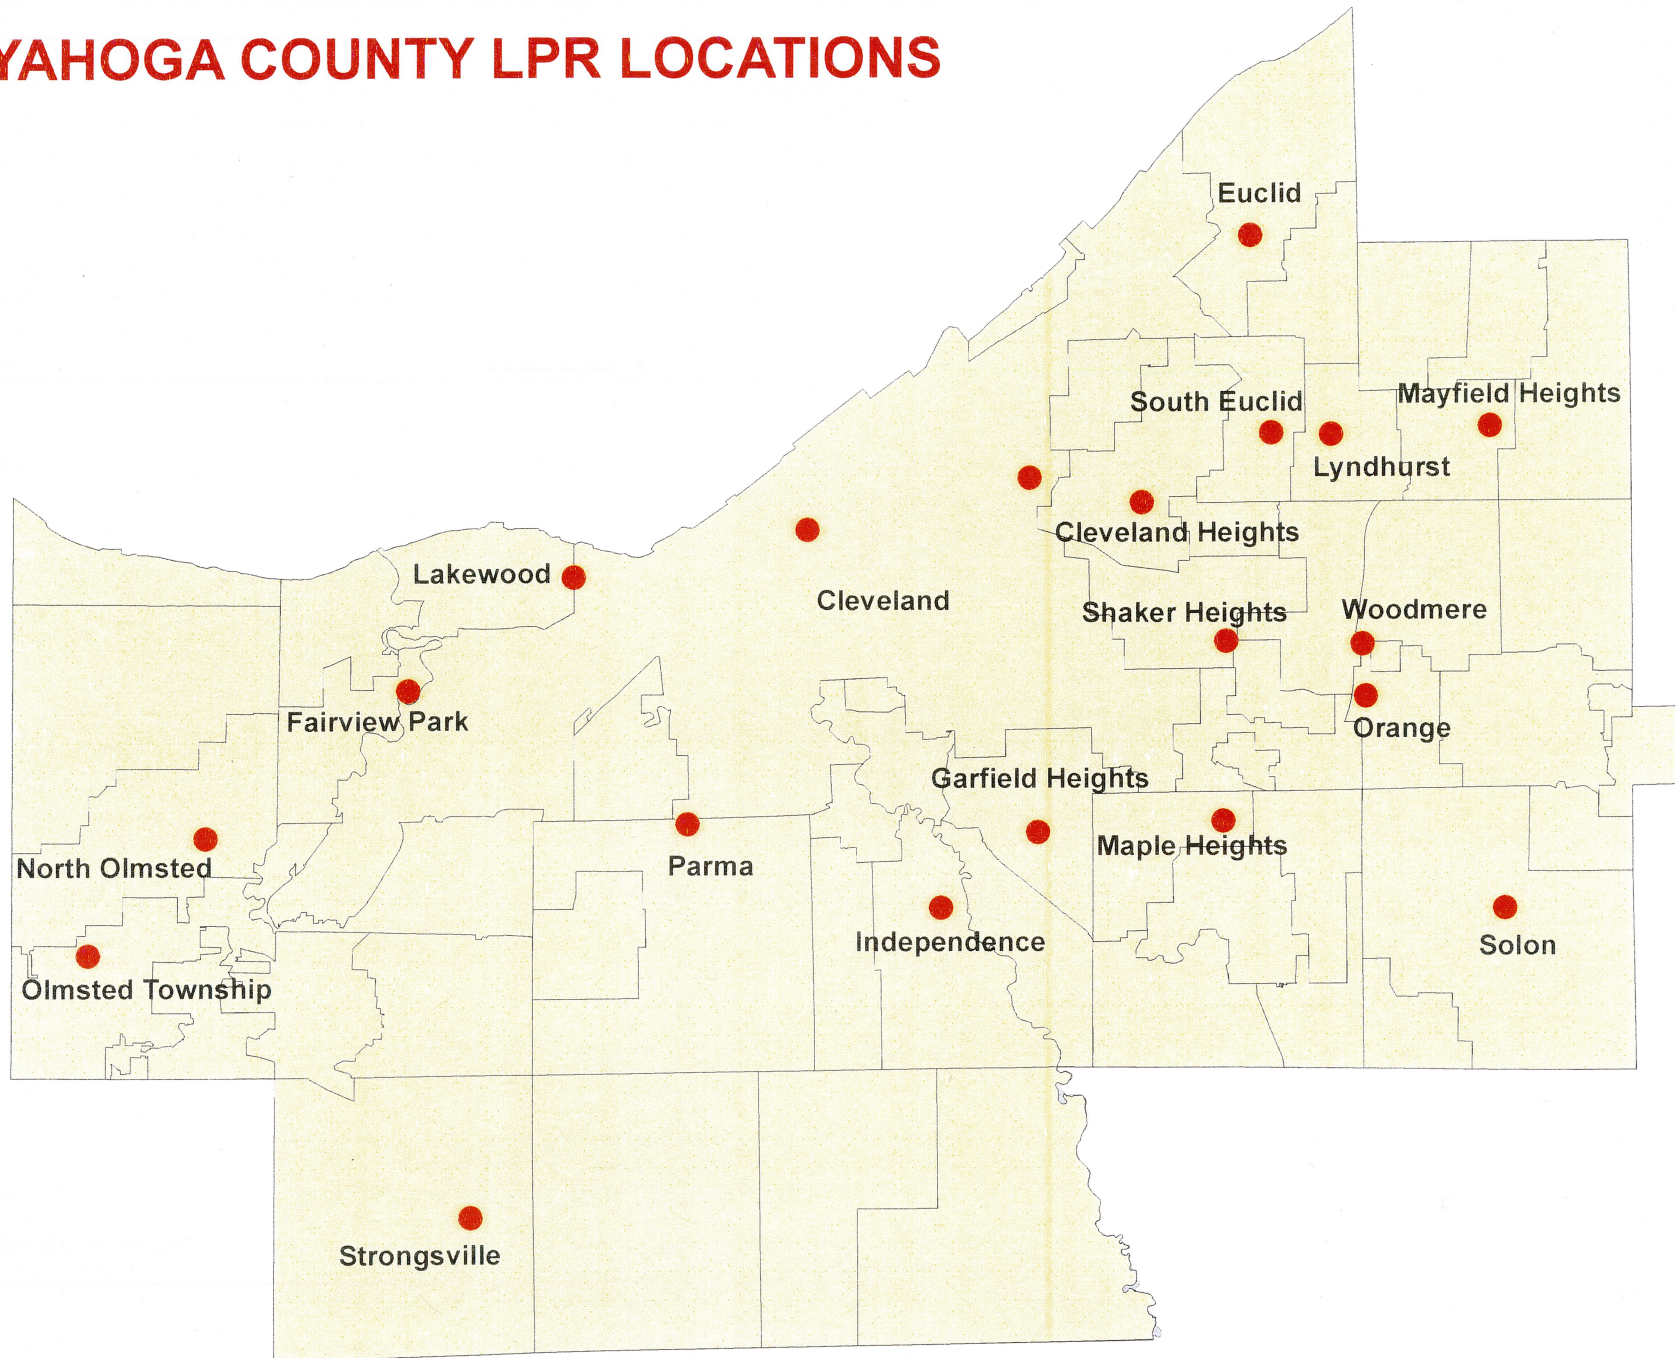 YAHOGA COUNTY LPR LOCATIONS
Euclid
South Euclid
Mayfield Heights
Lyndhurst
Cleveland Heights
Lakewood
Cleveland
Shaker Heights
Woodmere
Fairview Park
Orange
Garfield Heights
Maple Heights
North Olmsted
Parma
Independence
Solon
Olmsted Township
Strongsville